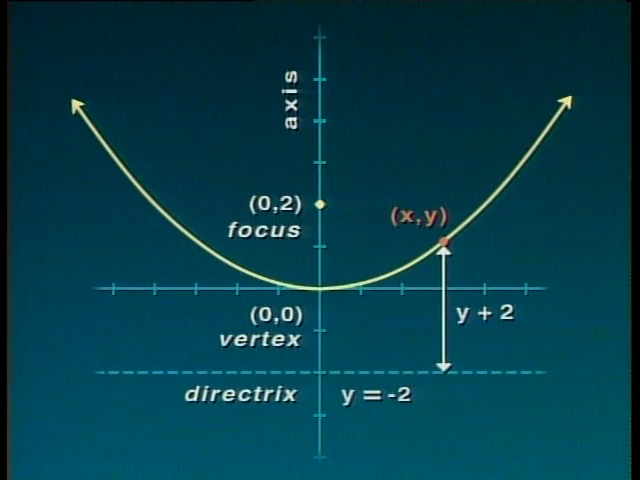 axis
(0,2)
focus
(x,y)
(0,0)
vertex
y + 2
directrix
y = -2